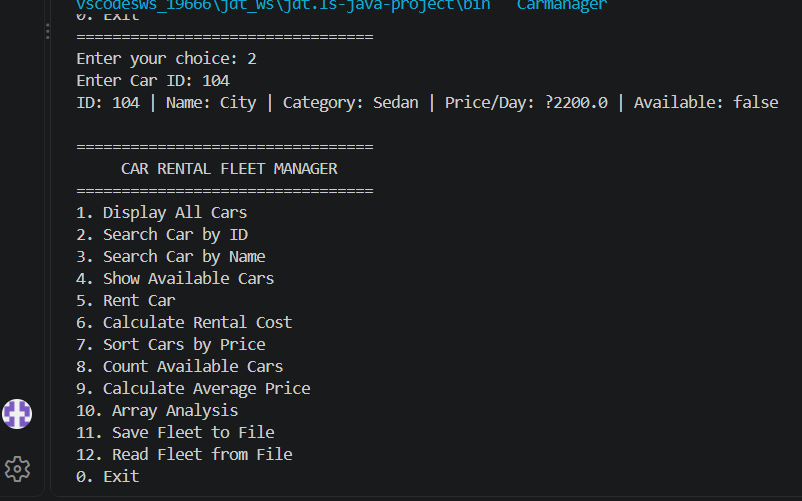 vscodesws_19666\jdt_ws\jdt.ls-java-project\bin' 'Carmanager'
0. Exit
=================================
Enter your choice: 2
Enter Car ID: 104
ID: 104 | Name: City | Category: Sedan | Price/Day: ?2200.0 | Available: false
=================================
CAR RENTAL FLEET MANAGER
=================================
1. Display All Cars
2. Search Car by ID
3. Search Car by Name
4. Show Available Cars
5. Rent Car
6. Calculate Rental Cost
7. Sort Cars by Price
8. Count Available Cars
9. Calculate Average Price
10. Array Analysis
11. Save Fleet to File
12. Read Fleet from File
0. Exit